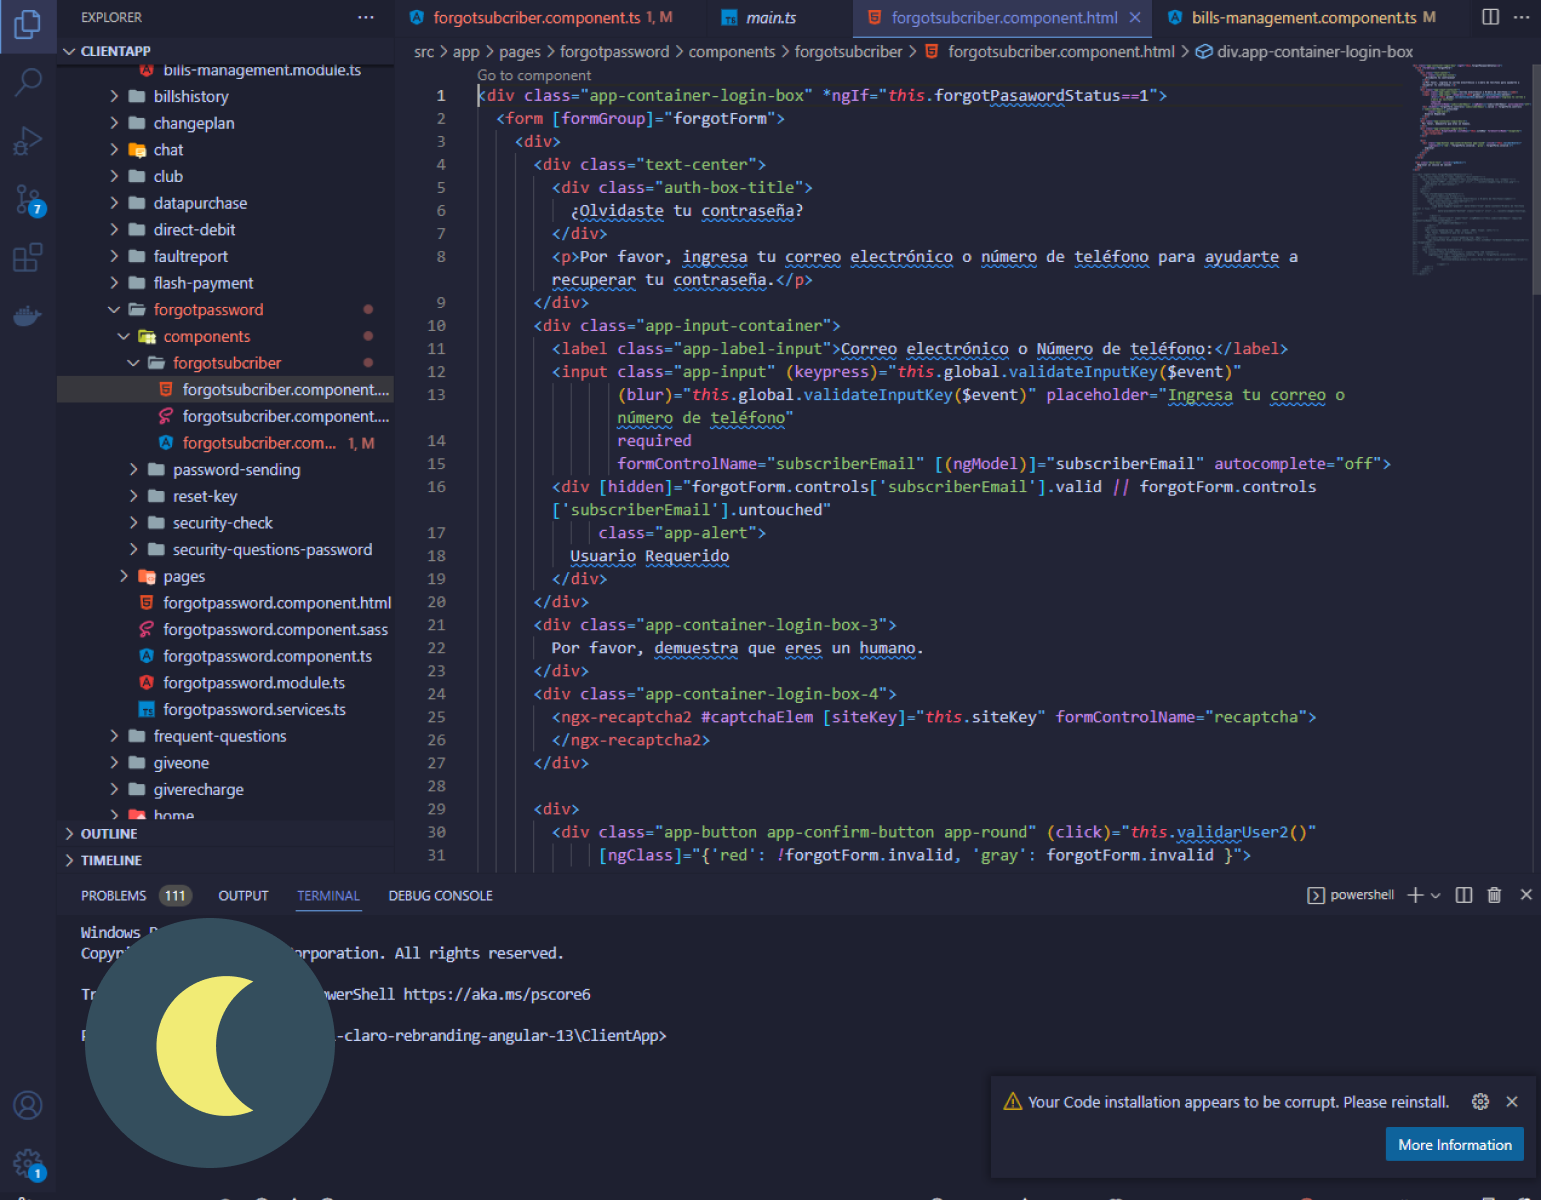 EXPLORER
CLIENTAPP
bills-management.module.ts
billshistory
changeplan
chat
club
datapurchase
direct-debit
faultreport
flash-payment
forgotpassword
components
forgotsubcriber
forgotsubcriber.component....
forgotsubcriber.component....
forgotsubcriber.com... 1, M
password-sending
reset-key
security-check
security-questions-password
pages
forgotpassword.component.html
forgotpassword.component.sass
forgotpassword.component.ts
forgotpassword.module.ts
forgotpassword.services.ts
frequent-questions
giveone
giverecharge
home
OUTLINE
TIMELINE
7
1
forgotsubcriber.component.ts 1, M
main.ts
forgotsubcriber.component.html
bills-management.component.ts M
src > app > pages > forgotpassword > components > forgotsubcriber > forgotsubcriber.component.html > div.app-container-login-box
Go to component
1 <div class="app-container-login-box" *ngIf="this.forgotPasawordStatus==1">
2 <form [formGroup]="forgotForm">
3 <div>
4 <div class="text-center">
5 <div class="auth-box-title">
6 ¿Olvidaste tu contraseña?
7 </div>
8 <p>Por favor, ingresa tu correo electrónico o número de teléfono para ayudarte a
recuperar tu contraseña.</p>
9 </div>
10 <div class="app-input-container">
11 <label class="app-label-input">Correo electrónico o Número de teléfono:</label>
12 <input class="app-input" (keypress)="this.global.validateInputKey($event)"
13 (blur)="this.global.validateInputKey($event)" placeholder="Ingresa tu correo o
número de teléfono"
14 required
15 formControlName="subscriberEmail" [(ngModel)]="subscriberEmail" autocomplete="off">
16 <div [hidden]="forgotForm.controls['subscriberEmail'].valid || forgotForm.controls
['subscriberEmail'].untouched"
17 class="app-alert">
18 Usuario Requerido
19 </div>
20 </div>
21 <div class="app-container-login-box-3">
22 Por favor, demuestra que eres un humano.
23 </div>
24 <div class="app-container-login-box-4">
25 <ngx-recaptcha2 #captchaElem [siteKey]="this.siteKey" formControlName="recaptcha">
26 </ngx-recaptcha2>
27 </div>
28
29 <div>
30 <div class="app-button app-confirm-button app-round" (click)="this.validarUser2()"
31 [ngClass]="{'red': !forgotForm.invalid, 'gray': forgotForm.invalid }">
PROBLEMS 111 OUTPUT TERMINAL DEBUG CONSOLE
powershell
Windows
orporation. All rights reserved.
owerShell https://aka.ms/pscore6
-claro-rebranding-angular-13\ClientApp>
Your Code installation appears to be corrupt. Please reinstall.
More Information